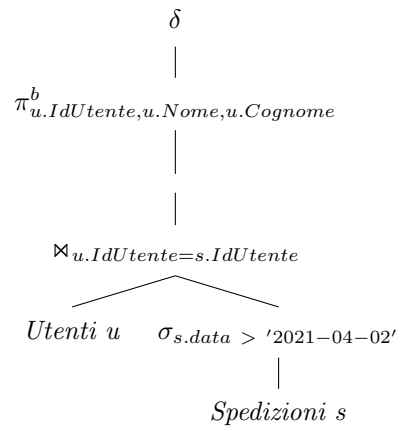 δ
π^b_{u.IdUtente,u.Nome,u.Cognome}
⋈_{u.IdUtente=s.IdUtente}
Utenti u σ_{s.data > '2021−04−02'}
Spedizioni s